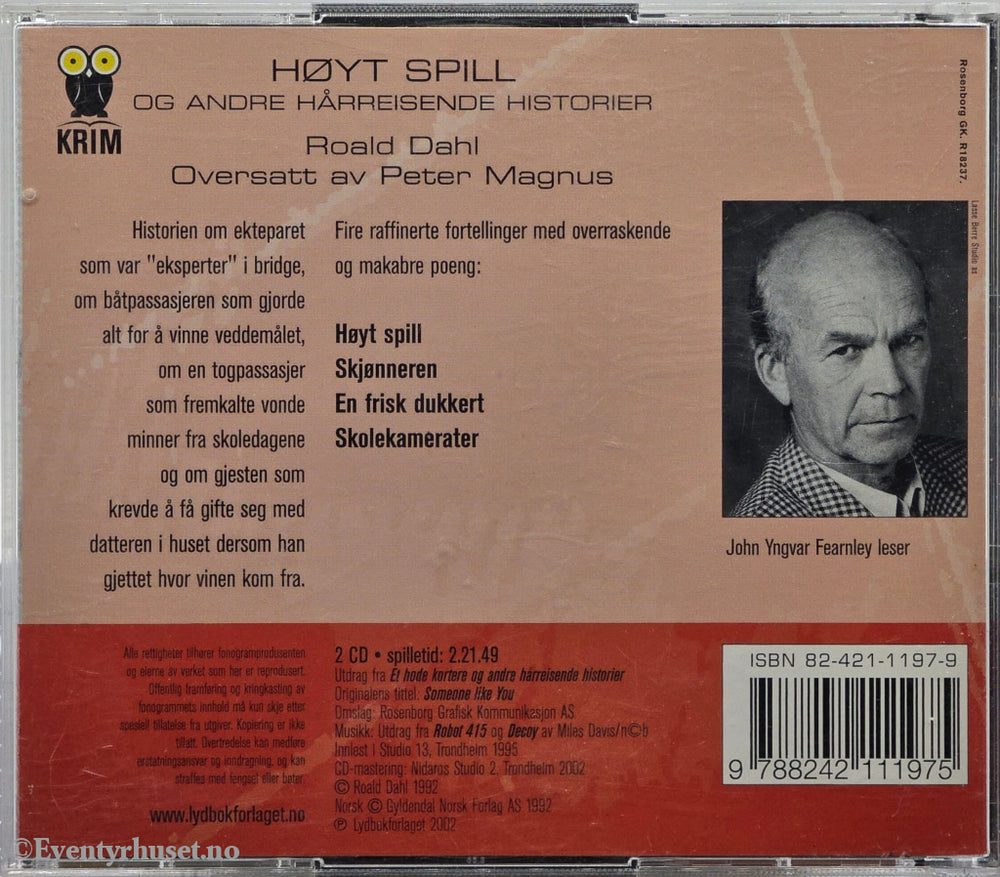 KRIM
HØYT SPILL
OG ANDRE HÅRREISENDE HISTORIER
Roald Dahl
Oversatt av Peter Magnus
Historien om ekteparet
som var "eksperter" i bridge,
om båtpassasjeren som gjorde
alt for å vinne veddemålet,
om en togpassasjer
som fremkalte vonde
minner fra skoledagene
og om gjesten som
krevde å få gifte seg med
datteren i huset dersom han
gjettet hvor vinen kom fra.
Fire raffinerte fortellinger med overraskende
og makabre poeng:
Høyt spill
Skjønneren
En frisk dukkert
Skolekamerater
Rosenborg GK. R18237.
Lasse Berre Studio as
John Yngvar Fearnley leser
Alle rettigheter tilhører fonogramprodusenten
og eierne av verket som her er reprodusert.
Offentlig framføring og kringkasting av
fonogrammets innhold må kun skje etter
spesiell tillatelse fra utgiver. Kopiering er ikke
tillatt. Overtredelse kan medføre
erstatningsansvar og inndragning, og kan
straffes med fengsel eller bøter.
www.lydbokforlaget.no
2 CD • spilletid: 2.21.49
Utdrag fra Et hode kortere og andre hårreisende historier
Originalens tittel: Someone like You
Omslag: Rosenborg Grafisk Kommunikasjon AS
Musikk: Utdrag fra Robot 415 og Decoy av Miles Davis/n©b
Innlest i Studio 13, Trondheim 1995
CD-mastering: Nidaros Studio 2, Trondheim 2002
© Roald Dahl 1992
Norsk © Gyldendal Norsk Forlag AS 1992
℗ Lydbokforlaget 2002
ISBN 82-421-1197-9
9 788242 111975
©Eventyrhuset.no